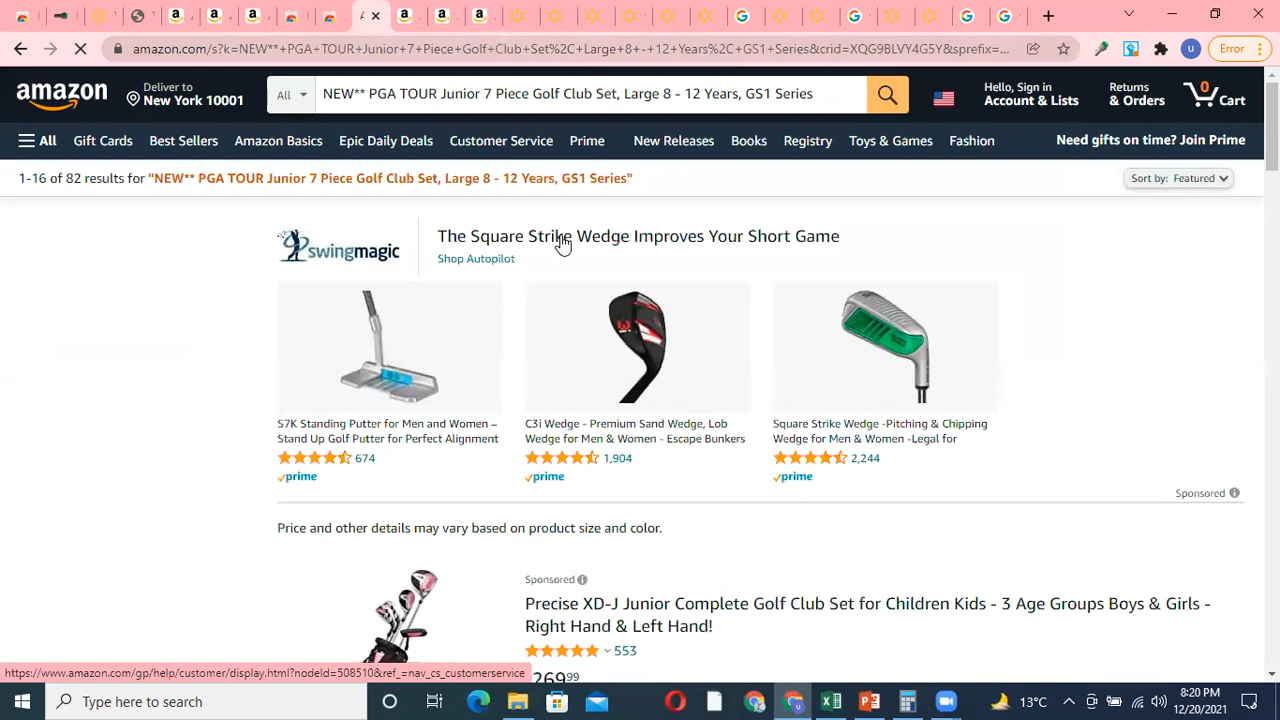 amazon.com/s?k=NEW**+PGA+TOUR+Junior+7+Piece+Golf+Club+Set%2C+Large+8+-+12+Years%2C+GS1+Series&crid=XQG9BLVY4G5Y&sprefix=...
u
Error
amazon
Deliver to
New York 10001
All
NEW** PGA TOUR Junior 7 Piece Golf Club Set, Large 8 - 12 Years, GS1 Series
Hello, Sign in
Account & Lists
Returns
& Orders
0
Cart
All
Gift Cards
Best Sellers
Amazon Basics
Epic Daily Deals
Customer Service
Prime
New Releases
Books
Registry
Toys & Games
Fashion
Need gifts on time? Join Prime
1-16 of 82 results for "NEW** PGA TOUR Junior 7 Piece Golf Club Set, Large 8 - 12 Years, GS1 Series"
Sort by: Featured
swingmagic
The Square Strike Wedge Improves Your Short Game
Shop Autopilot
S7K Standing Putter for Men and Women –
Stand Up Golf Putter for Perfect Alignment
674
prime
C3i Wedge - Premium Sand Wedge, Lob
Wedge for Men & Women - Escape Bunkers
1,904
prime
Square Strike Wedge -Pitching & Chipping
Wedge for Men & Women -Legal for
2,244
prime
Sponsored
Price and other details may vary based on product size and color.
Sponsored
Precise XD-J Junior Complete Golf Club Set for Children Kids - 3 Age Groups Boys & Girls -
Right Hand & Left Hand!
553
269.99
https://www.amazon.com/gp/help/customer/display.html?nodeId=508510&ref_=nav_cs_customerservice
Type here to search
13°C
8:20 PM
12/20/2021